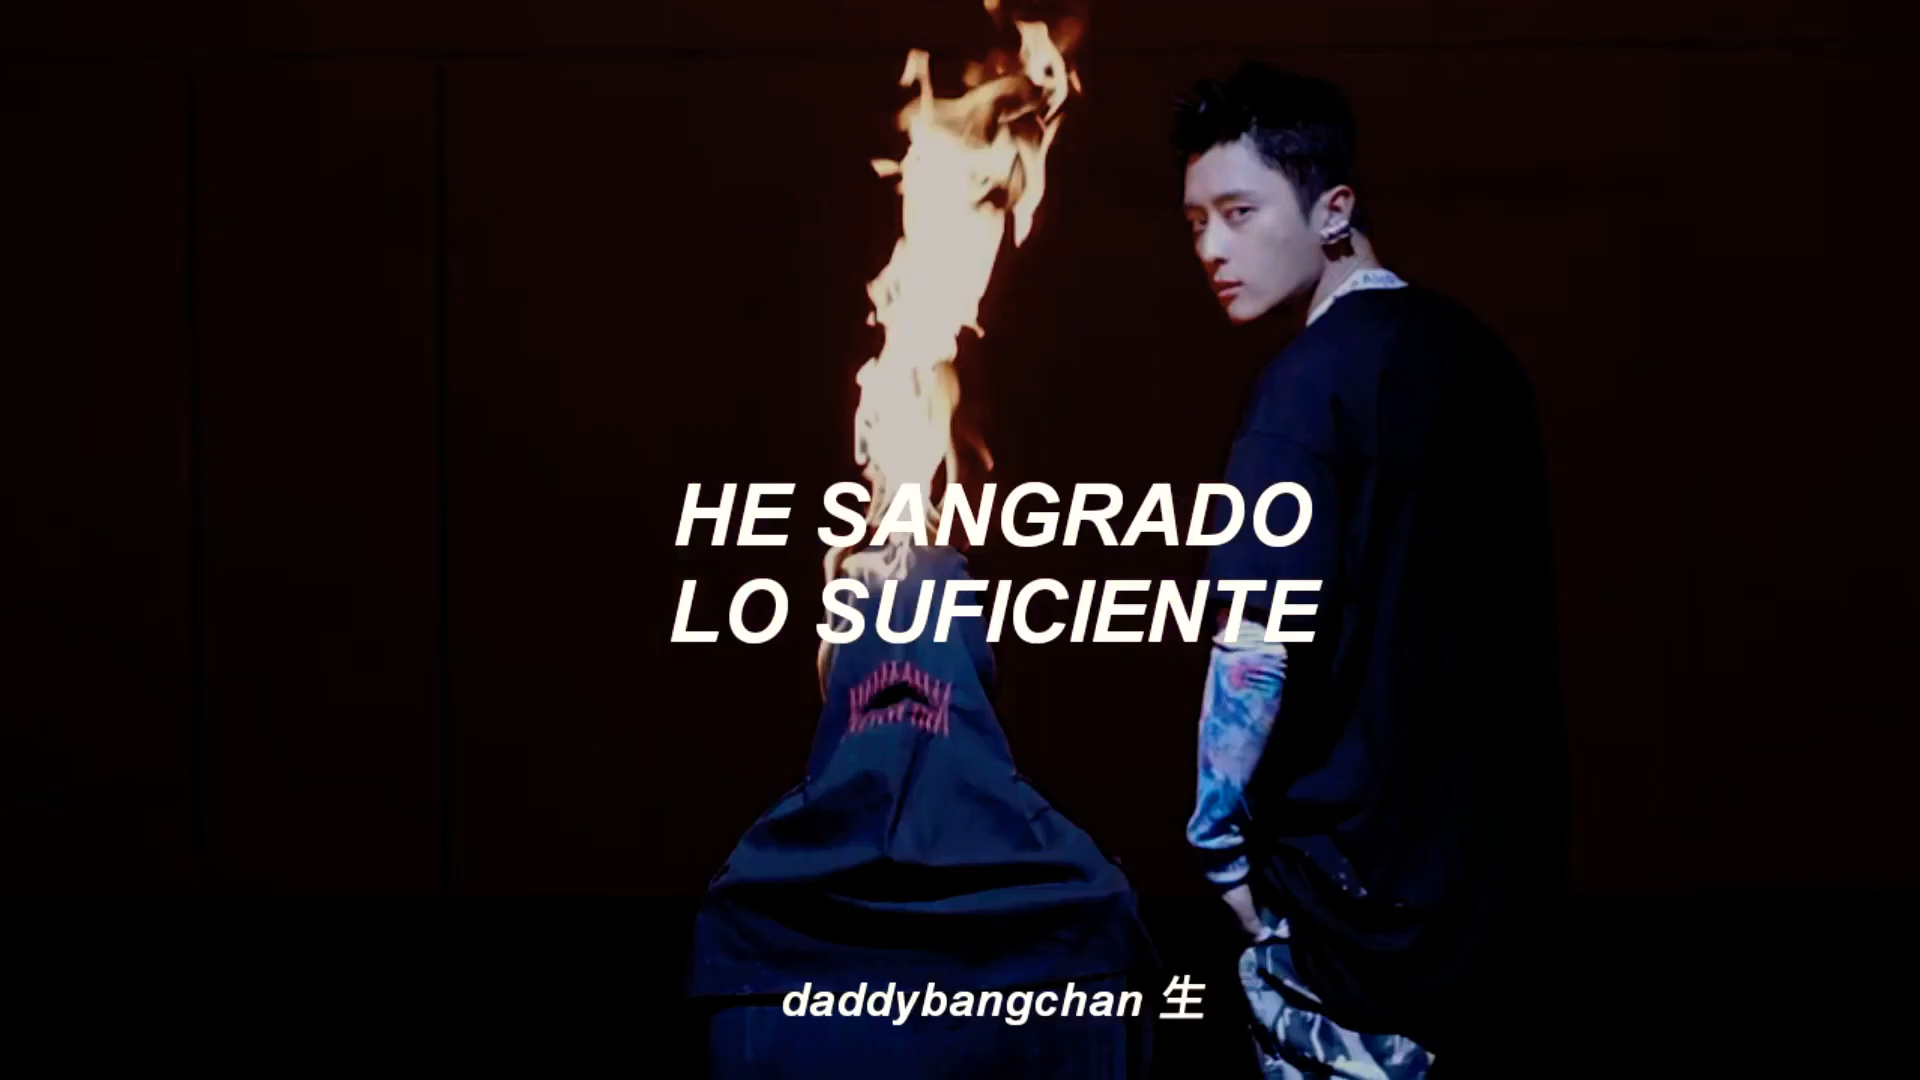 HE SANGRADO
LO SUFICIENTE
daddybangchan 生